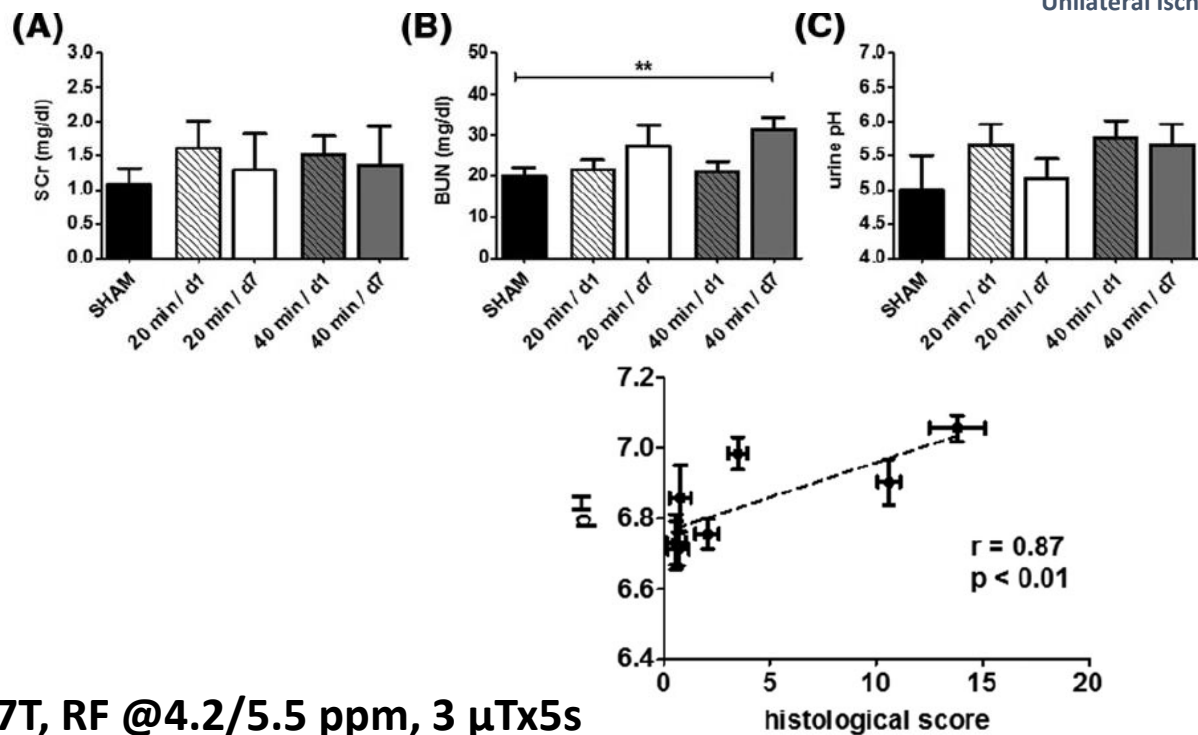 Unilateral Isch
(A)
SCr (mg/dl)
3.0
2.5
2.0
1.5
1.0
0.5
0.0
SHAM
20 min / d1
20 min / d7
40 min / d1
40 min / d7
(B)
BUN (mg/dl)
50
40
30
20
10
0
**
SHAM
20 min / d1
20 min / d7
40 min / d1
40 min / d7
(C)
urine pH
7.0
6.5
6.0
5.5
5.0
4.5
4.0
SHAM
20 min / d1
20 min / d7
40 min / d1
40 min / d7
pH
7.2
7.0
6.8
6.6
6.4
r = 0.87
p < 0.01
0 5 10 15 20
histological score
7T, RF @4.2/5.5 ppm, 3 µTx5s